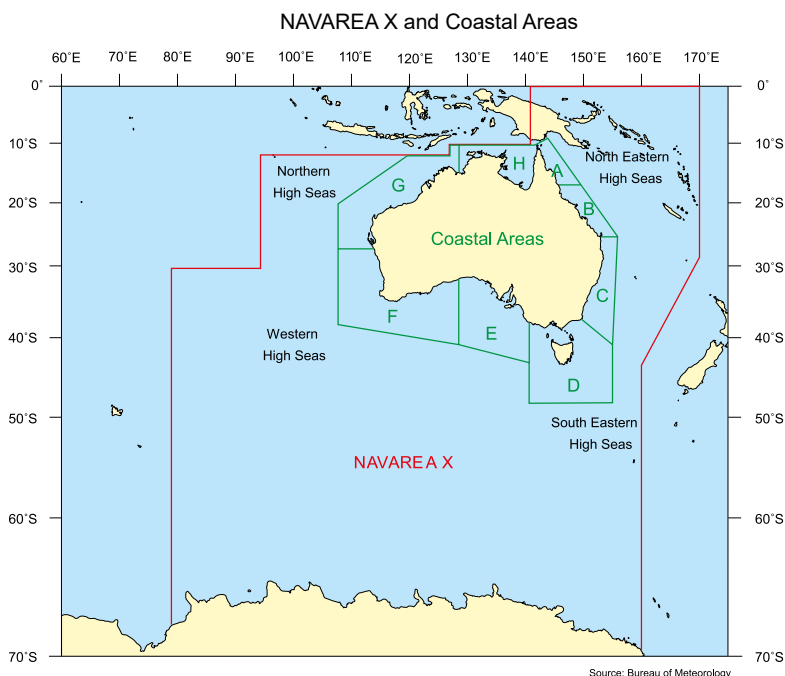 NAVAREA X and Coastal Areas
60°E 70°E 80°E 90°E 100°E 110°E 120°E 130°E 140°E 150°E 160°E 170°E
0° 0°
10°S 10°S
Northern
High Seas
North Eastern
High Seas
H
A
G
20°S 20°S
B
Coastal Areas
30°S 30°S
C
F
E
Western
High Seas
40°S 40°S
D
50°S 50°S
South Eastern
High Seas
NAVAREA X
60°S 60°S
70°S 70°S
Source: Bureau of Meteorology